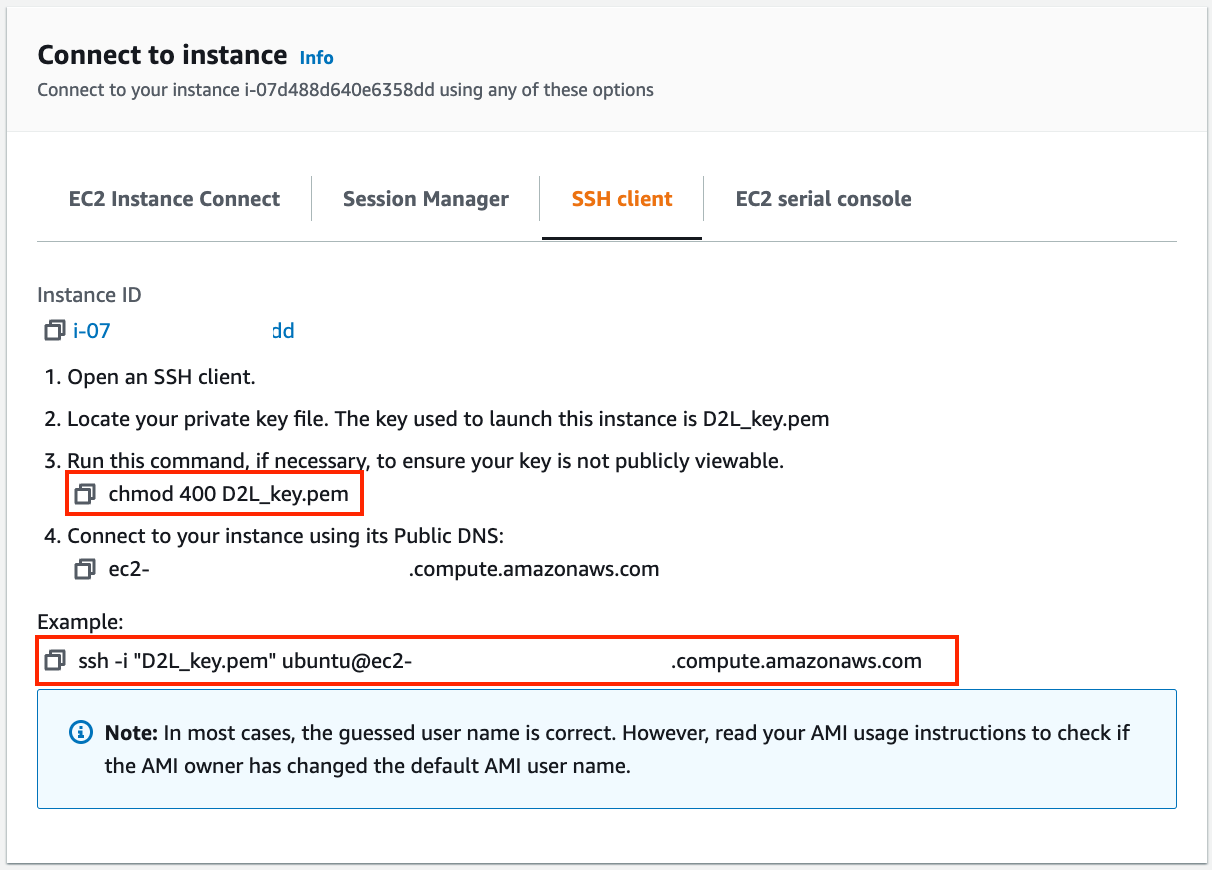 Connect to instance Info
Connect to your instance i-07d488d640e6358dd using any of these options
EC2 Instance Connect Session Manager SSH client EC2 serial console
Instance ID
i-07 dd
1. Open an SSH client.
2. Locate your private key file. The key used to launch this instance is D2L_key.pem
3. Run this command, if necessary, to ensure your key is not publicly viewable.
chmod 400 D2L_key.pem
4. Connect to your instance using its Public DNS:
ec2- .compute.amazonaws.com
Example:
ssh -i "D2L_key.pem" ubuntu@ec2- .compute.amazonaws.com
Note: In most cases, the guessed user name is correct. However, read your AMI usage instructions to check if
the AMI owner has changed the default AMI user name.